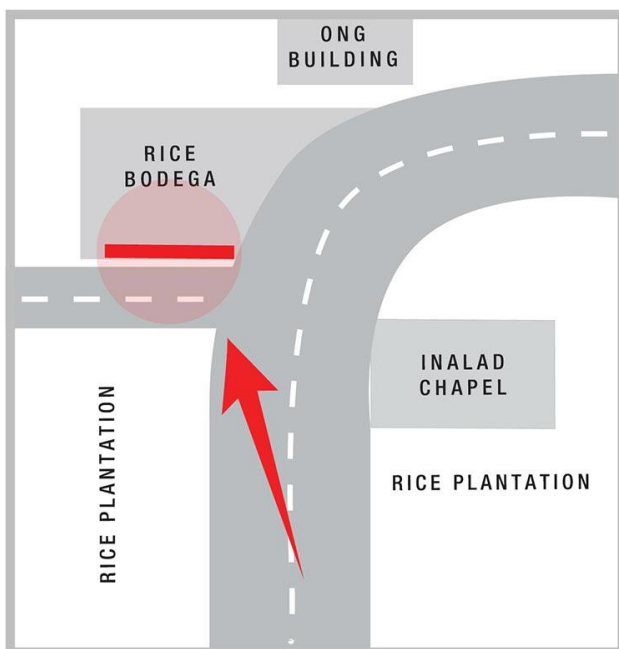 ONG
BUILDING
RICE
BODEGA
INALAD
CHAPEL
RICE PLANTATION
RICE PLANTATION